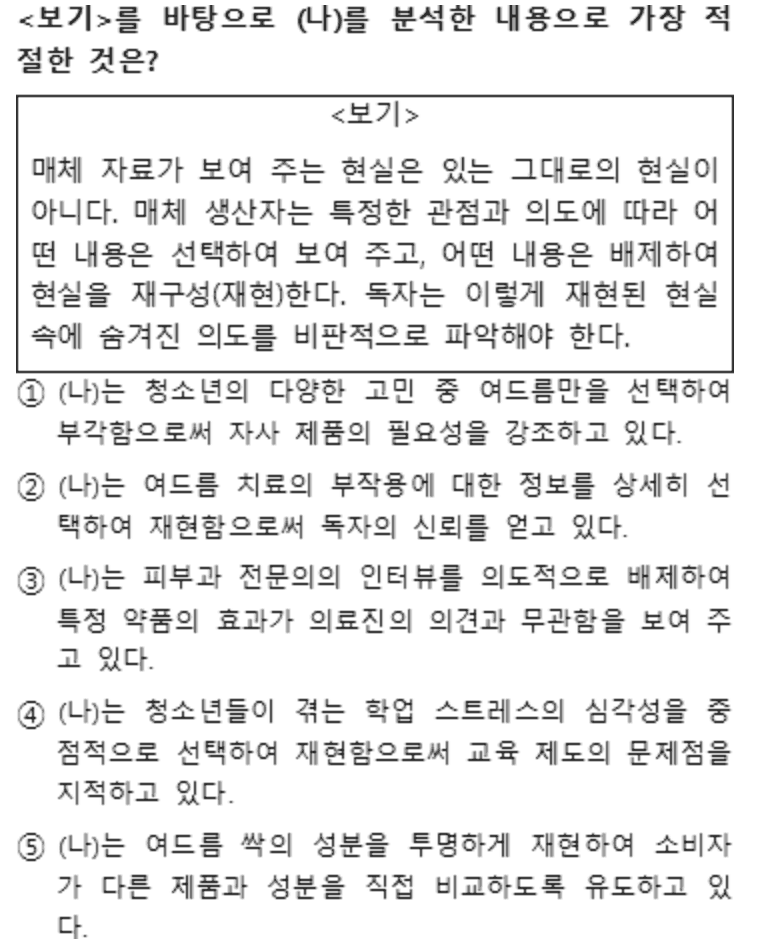 <보기>를 바탕으로 (나)를 분석한 내용으로 가장 적
절한 것은?
<보기>
매체 자료가 보여 주는 현실은 있는 그대로의 현실이
아니다. 매체 생산자는 특정한 관점과 의도에 따라 어
떤 내용은 선택하여 보여 주고, 어떤 내용은 배제하여
현실을 재구성(재현)한다. 독자는 이렇게 재현된 현실
속에 숨겨진 의도를 비판적으로 파악해야 한다.
① (나)는 청소년의 다양한 고민 중 여드름만을 선택하여
부각함으로써 자사 제품의 필요성을 강조하고 있다.
② (나)는 여드름 치료의 부작용에 대한 정보를 상세히 선
택하여 재현함으로써 독자의 신뢰를 얻고 있다.
③ (나)는 피부과 전문의의 인터뷰를 의도적으로 배제하여
특정 약품의 효과가 의료진의 의견과 무관함을 보여 주
고 있다.
④ (나)는 청소년들이 겪는 학업 스트레스의 심각성을 중
점적으로 선택하여 재현함으로써 교육 제도의 문제점을
지적하고 있다.
⑤ (나)는 여드름 싹의 성분을 투명하게 재현하여 소비자
가 다른 제품과 성분을 직접 비교하도록 유도하고 있
다.